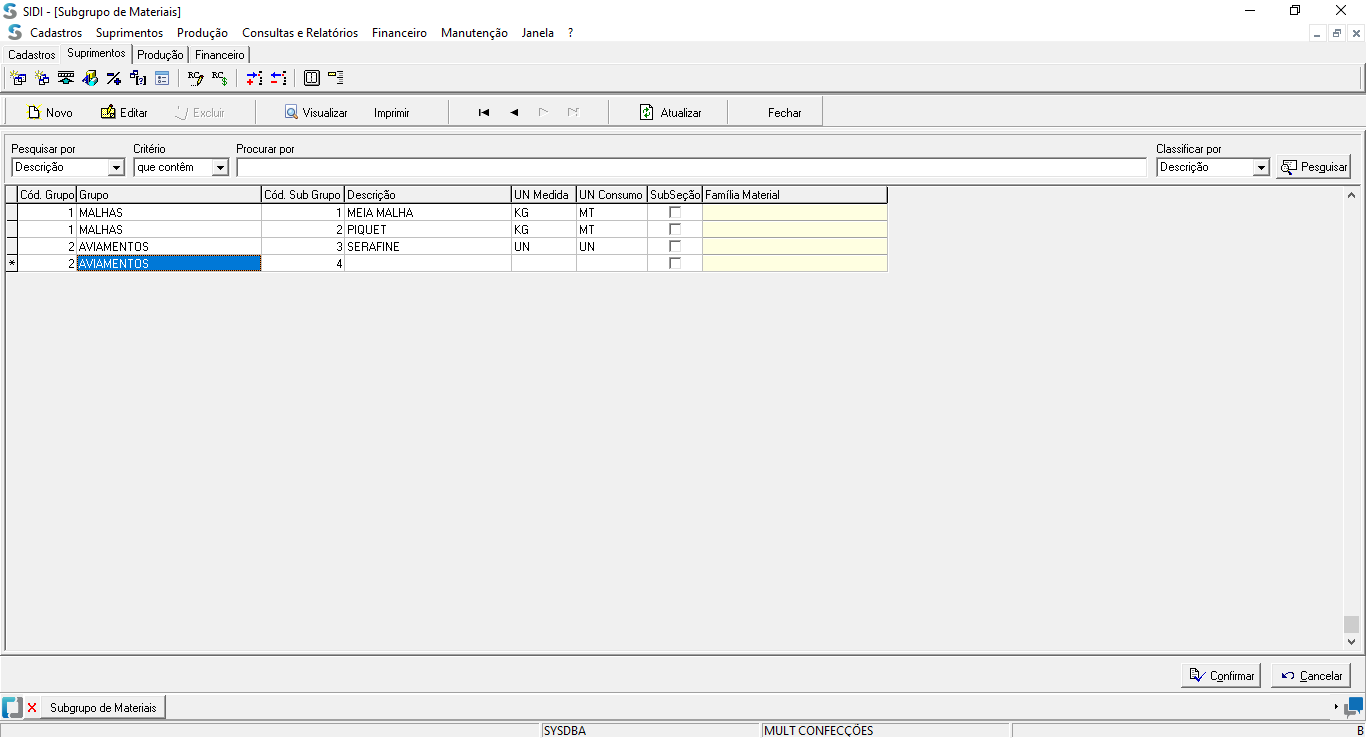 SIDI - [Subgrupo de Materiais]
Cadastros Suprimentos Produção Consultas e Relatórios Financeiro Manutenção Janela ?
Cadastros Suprimentos Produção Financeiro
Novo Editar Excluir Visualizar Imprimir Atualizar Fechar
Pesquisar por Critério Procurar por Classificar por
Descrição que contêm Descrição Pesquisar
Cód. Grupo Grupo Cód. Sub Grupo Descrição UN Medida UN Consumo SubSeção Família Material
1 MALHAS 1 MEIA MALHA KG MT
1 MALHAS 2 PIQUET KG MT
2 AVIAMENTOS 3 SERAFINE UN UN
* 2 AVIAMENTOS 4
Confirmar Cancelar
Subgrupo de Materiais
SYSDBA MULT CONFECÇÕES B